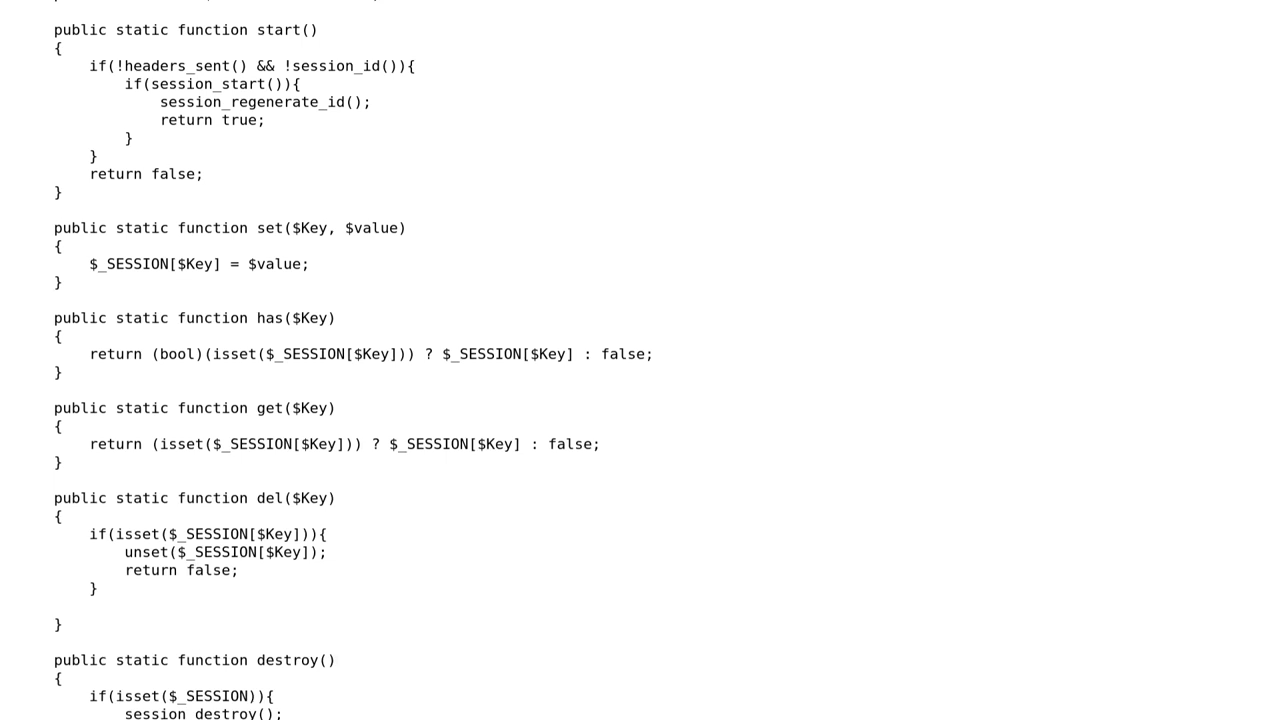 public static function start()
{
if(!headers_sent() && !session_id()){
if(session_start()){
session_regenerate_id();
return true;
}
}
return false;
}
public static function set($Key, $value)
{
$_SESSION[$Key] = $value;
}
public static function has($Key)
{
return (bool)(isset($_SESSION[$Key])) ? $_SESSION[$Key] : false;
}
public static function get($Key)
{
return (isset($_SESSION[$Key])) ? $_SESSION[$Key] : false;
}
public static function del($Key)
{
if(isset($_SESSION[$Key])){
unset($_SESSION[$Key]);
return false;
}
}
public static function destroy()
{
if(isset($_SESSION)){
session_destroy();